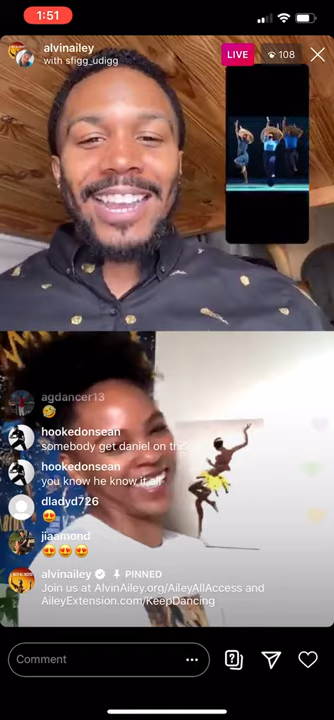 1:51
alvinailey
with sfigg_udigg
LIVE
108
agdancer13
hookedonsean
somebody get daniel on this
hookedonsean
you know he know it all
dladyd726
jiaamond
alvinailey PINNED
Join us at AlvinAiley.org/AileyAllAccess and
AileyExtension.com/KeepDancing
Comment